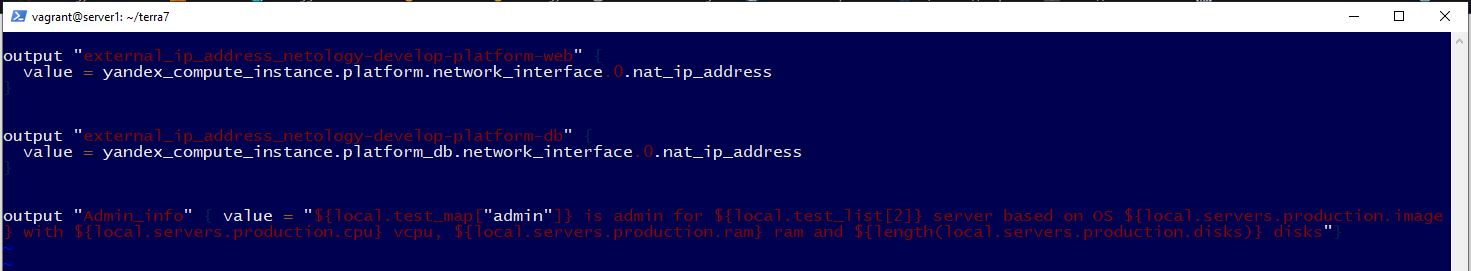 vagrant@server1: ~/terra7
output "external_ip_address_netology-develop-platform-web" {
  value = yandex_compute_instance.platform.network_interface.0.nat_ip_address
}
output "external_ip_address_netology-develop-platform-db" {
  value = yandex_compute_instance.platform_db.network_interface.0.nat_ip_address
}
output "Admin_info" { value = "${local.test_map["admin"]} is admin for ${local.test_list[2]} server based on OS ${local.servers.production.image
} with ${local.servers.production.cpu} vcpu, ${local.servers.production.ram} ram and ${length(local.servers.production.disks)} disks"}
~
~